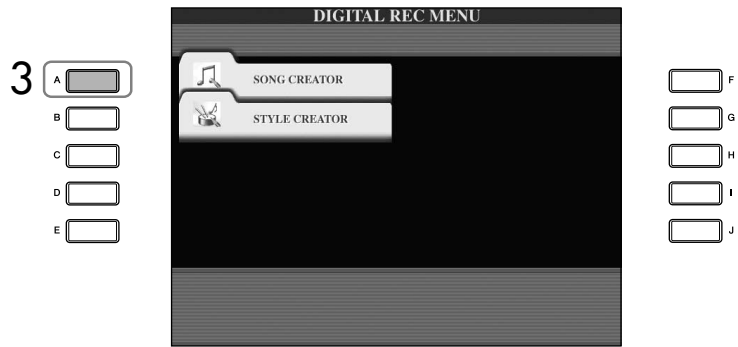 DIGITAL REC MENU
3
A
SONG CREATOR
F
B
STYLE CREATOR
G
C
H
D
I
E
J